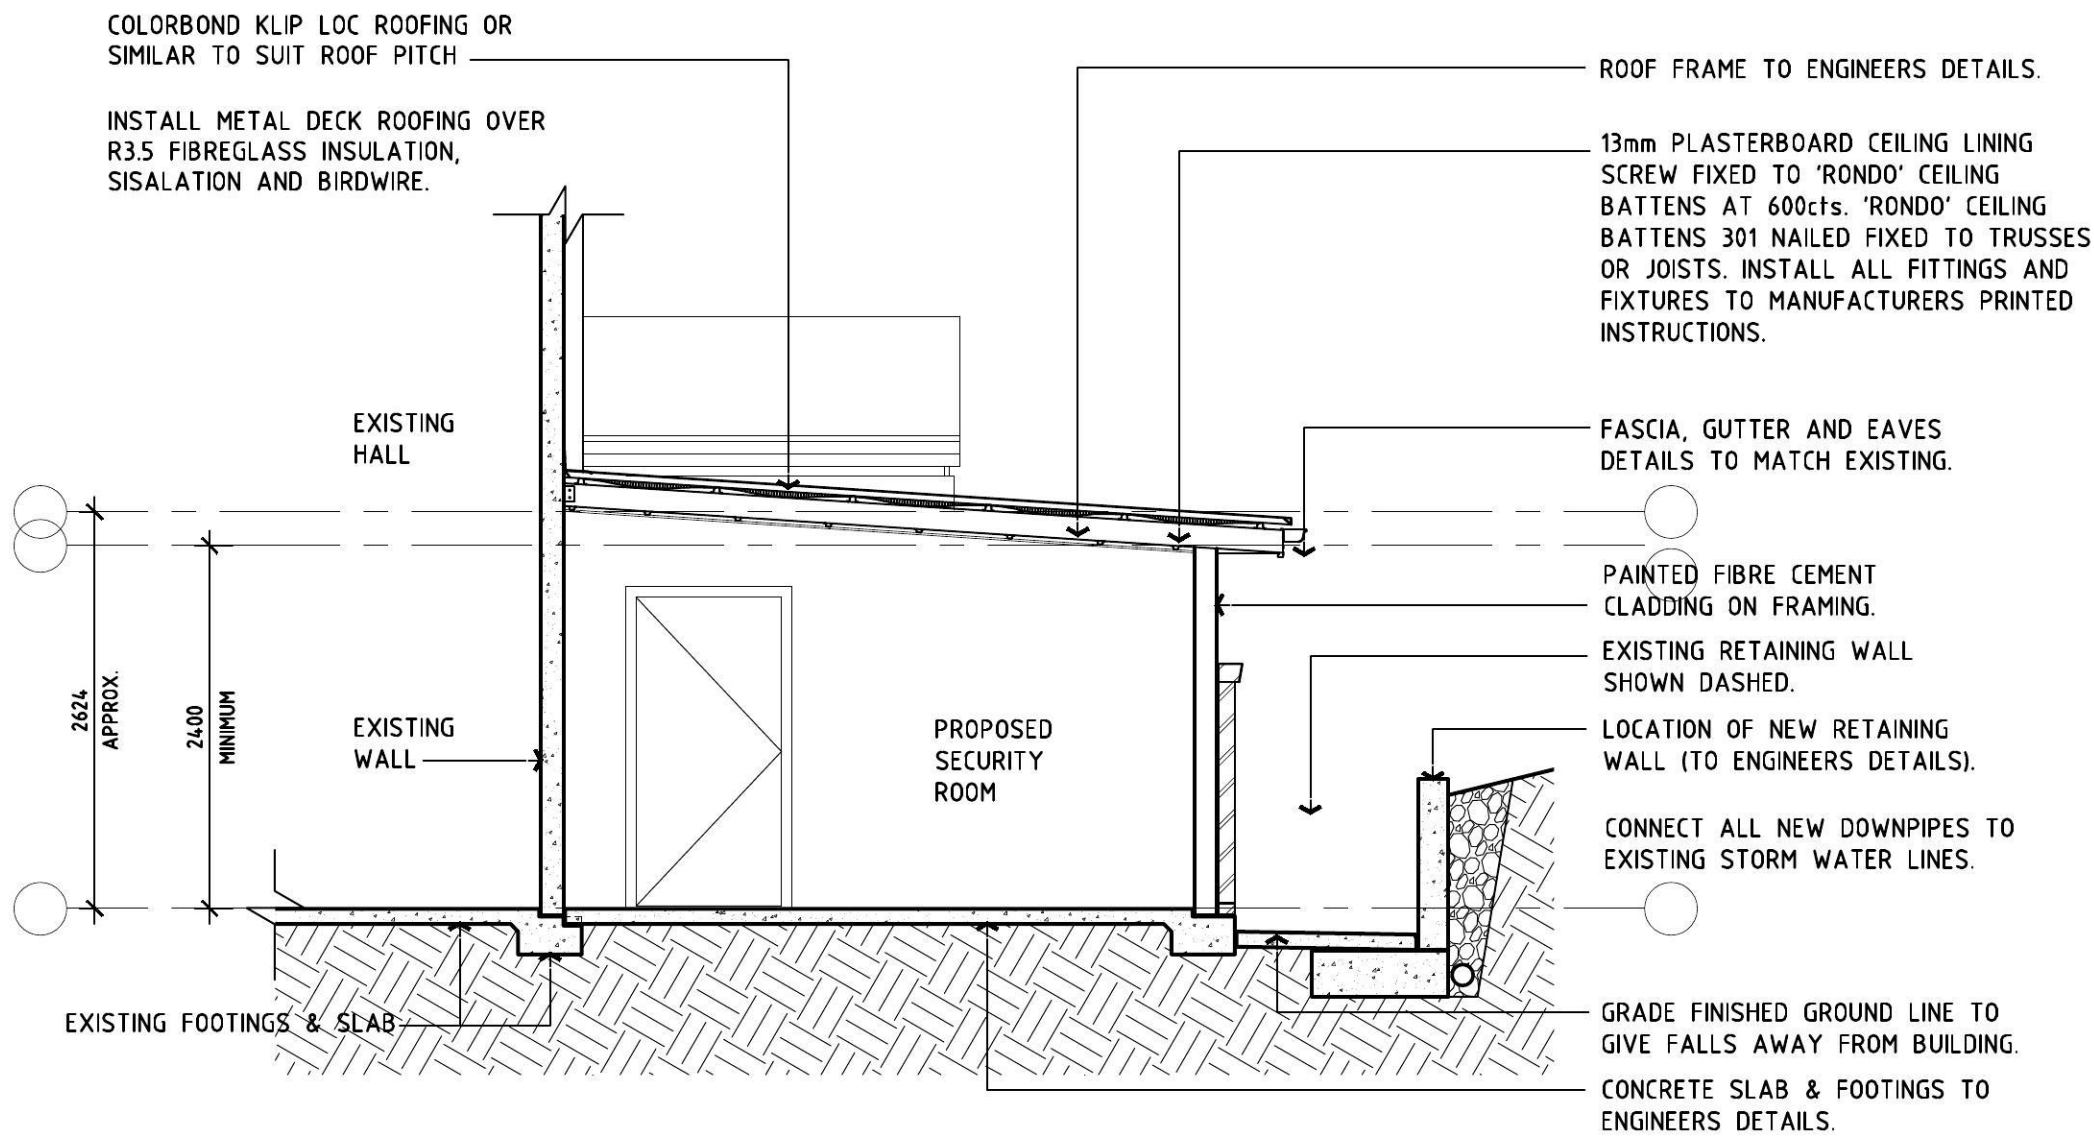 COLORBOND KLIP LOC ROOFING OR
SIMILAR TO SUIT ROOF PITCH
INSTALL METAL DECK ROOFING OVER
R3.5 FIBREGLASS INSULATION,
SISALATION AND BIRDWIRE.
ROOF FRAME TO ENGINEERS DETAILS.
13mm PLASTERBOARD CEILING LINING
SCREW FIXED TO 'RONDO' CEILING
BATTENS AT 600cts. 'RONDO' CEILING
BATTENS 301 NAILED FIXED TO TRUSSES
OR JOISTS. INSTALL ALL FITTINGS AND
FIXTURES TO MANUFACTURERS PRINTED
INSTRUCTIONS.
EXISTING
HALL
FASCIA, GUTTER AND EAVES
DETAILS TO MATCH EXISTING.
PAINTED FIBRE CEMENT
CLADDING ON FRAMING.
EXISTING RETAINING WALL
SHOWN DASHED.
2624
APPROX.
2400
MINIMUM
EXISTING
WALL
PROPOSED
SECURITY
ROOM
LOCATION OF NEW RETAINING
WALL (TO ENGINEERS DETAILS).
CONNECT ALL NEW DOWNPIPES TO
EXISTING STORM WATER LINES.
EXISTING FOOTINGS & SLAB
GRADE FINISHED GROUND LINE TO
GIVE FALLS AWAY FROM BUILDING.
CONCRETE SLAB & FOOTINGS TO
ENGINEERS DETAILS.